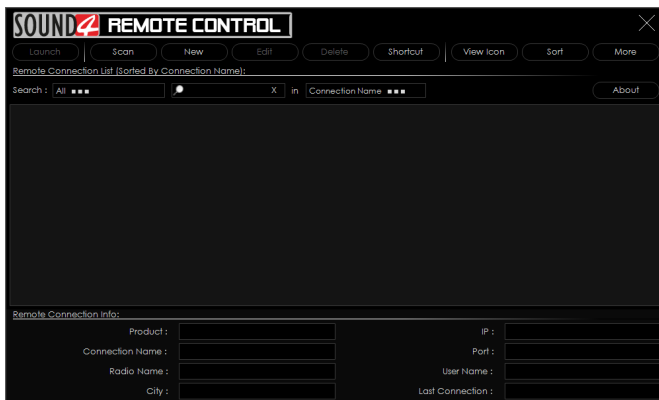 SOUND4 REMOTE CONTROL
Launch Scan New Edit Delete Shortcut View Icon Sort More
Remote Connection List (Sorted By Connection Name):
Search : All X in Connection Name About
Remote Connection Info:
Product : IP :
Connection Name : Port :
Radio Name : User Name :
City : Last Connection :